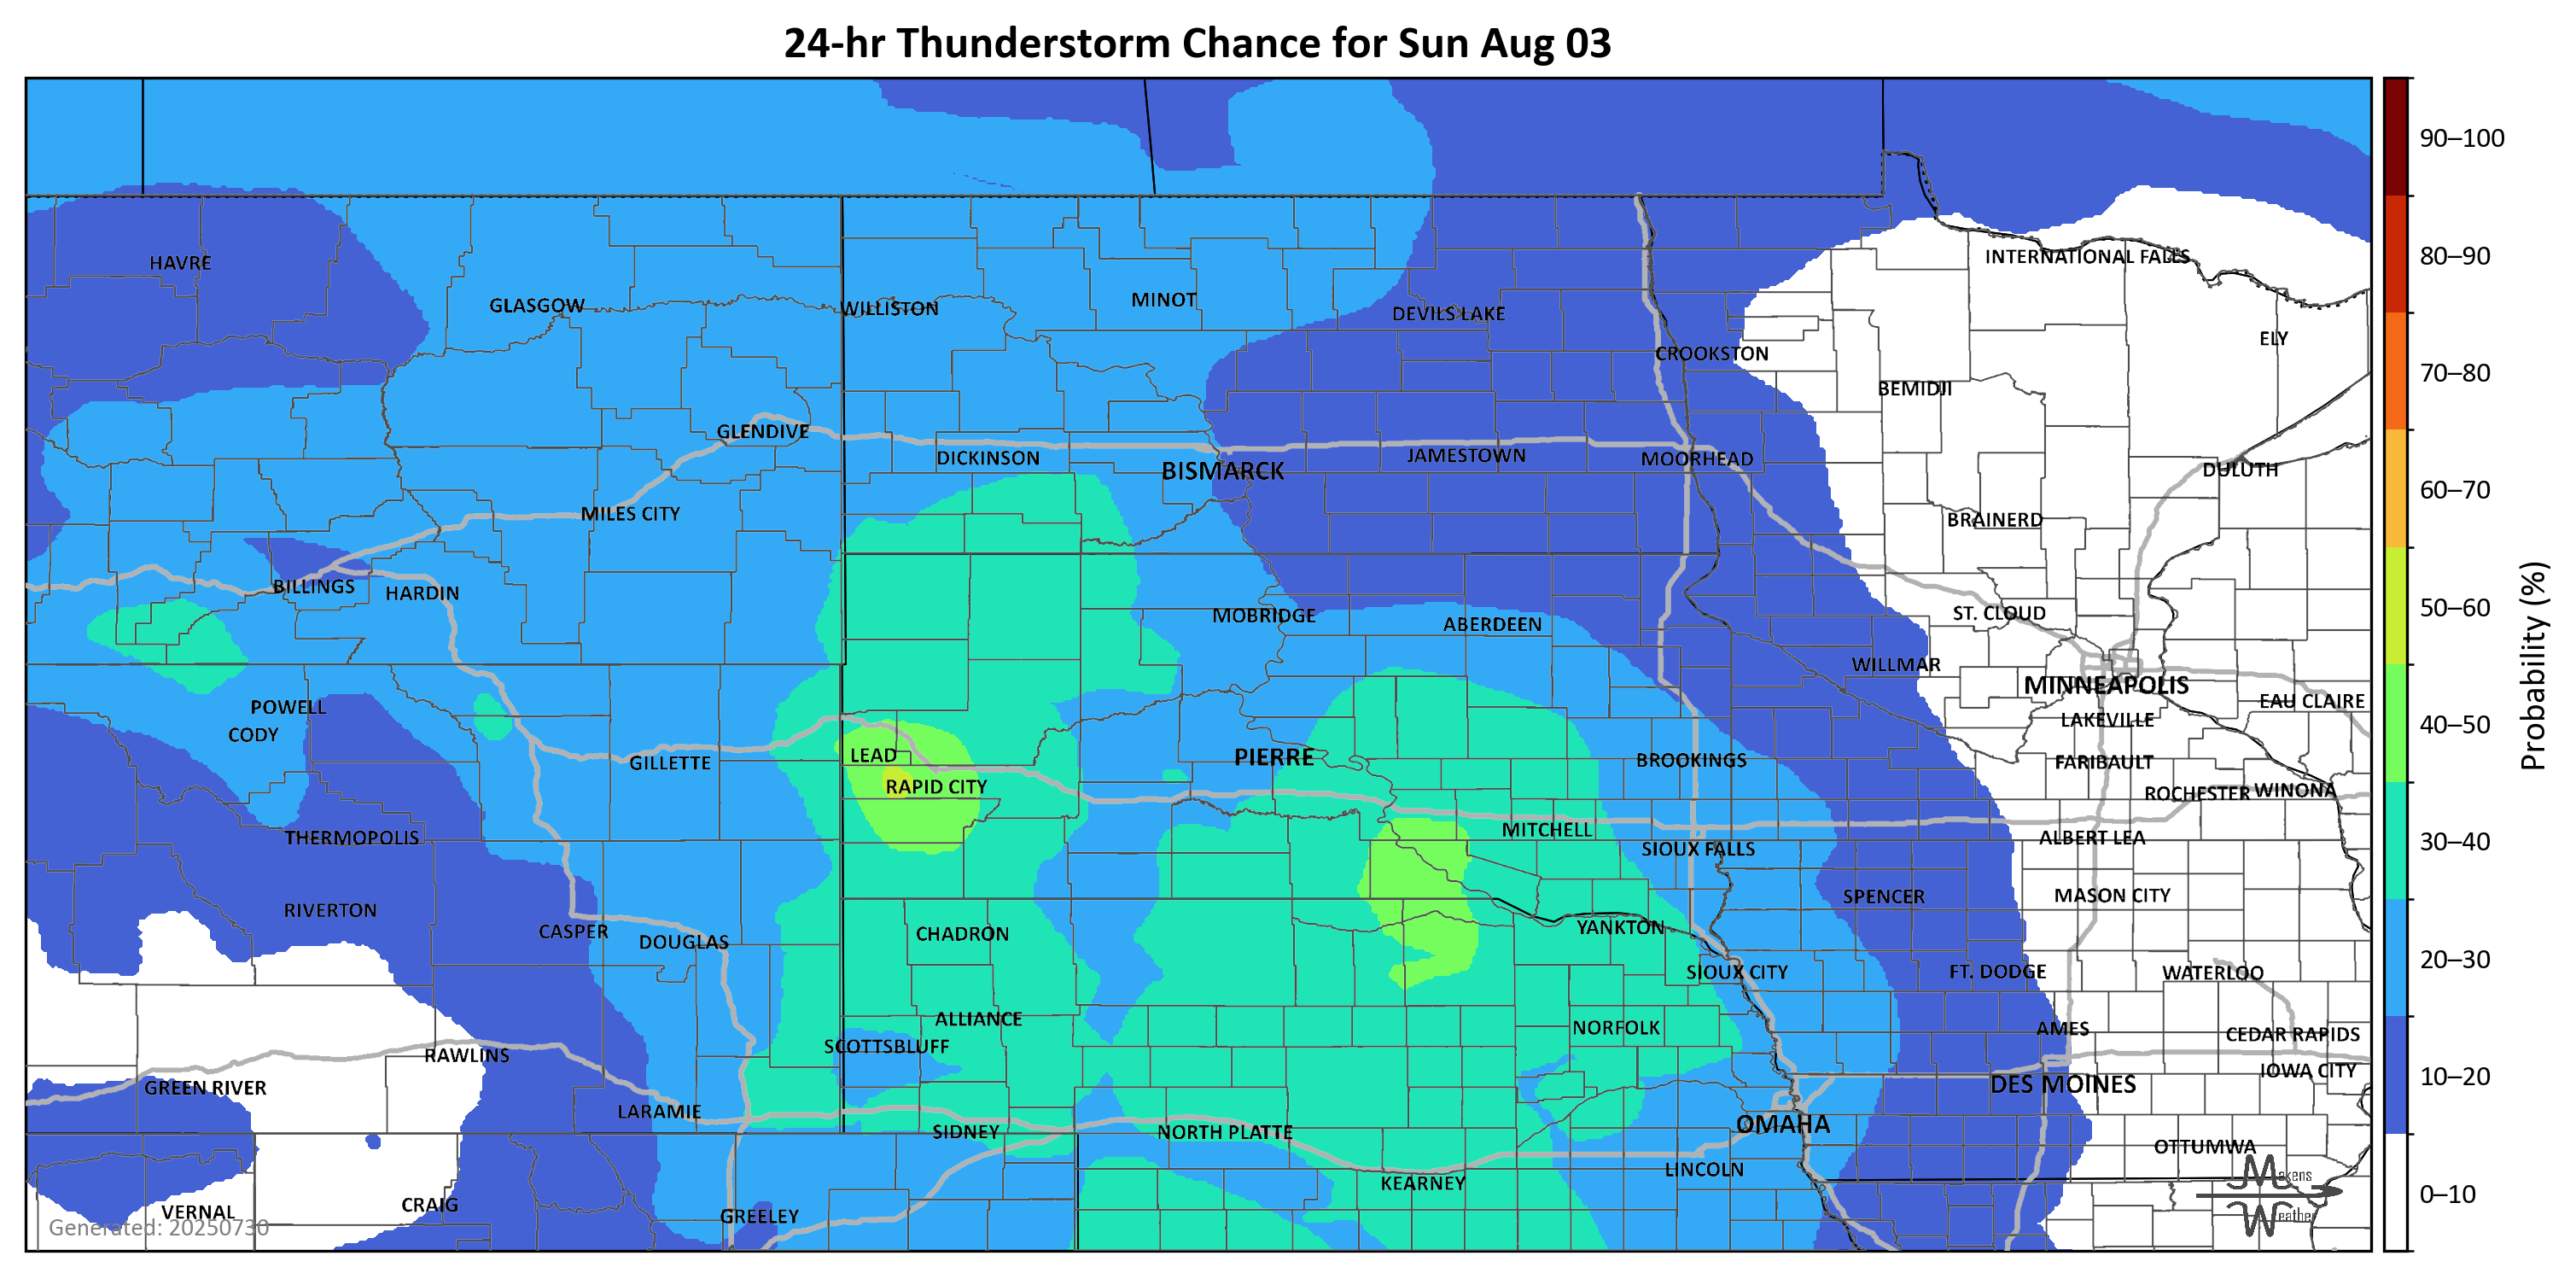 24-hr Thunderstorm Chance for Sun Aug 03
HAVRE
INTERNATIONAL FALLS
GLASGOW
WILLISTON
MINOT
DEVILS LAKE
ELY
CROOKSTON
BEMIDJI
GLENDIVE
DICKINSON
BISMARCK
JAMESTOWN
MOORHEAD
DULUTH
MILES CITY
BRAINERD
BILLINGS
HARDIN
MOBRIDGE
ABERDEEN
ST. CLOUD
WILLMAR
MINNEAPOLIS
POWELL
EAU CLAIRE
CODY
LAKEVILLE
GILLETTE
LEAD
PIERRE
BROOKINGS
FARIBAULT
RAPID CITY
ROCHESTER
WINONA
THERMOPOLIS
MITCHELL
ALBERT LEA
SIOUX FALLS
RIVERTON
SPENCER
MASON CITY
CASPER
DOUGLAS
CHADRON
YANKTON
SIOUX CITY
FT. DODGE
WATERLOO
ALLIANCE
NORFOLK
AMES
CEDAR RAPIDS
RAWLINS
SCOTTSBLUFF
IOWA CITY
GREEN RIVER
DES MOINES
LARAMIE
SIDNEY
NORTH PLATTE
OMAHA
OTTUMWA
LINCOLN
KEARNEY
VERNAL
CRAIG
GREELEY
Generated: 20250730
Makens
Weather
90–100
80–90
70–80
60–70
50–60
40–50
30–40
20–30
10–20
0–10
Probability (%)